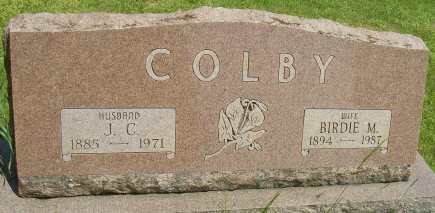 COLBY
HUSBAND
J. C.
1885 — 1971
WIFE
BIRDIE M.
1894 — 1987